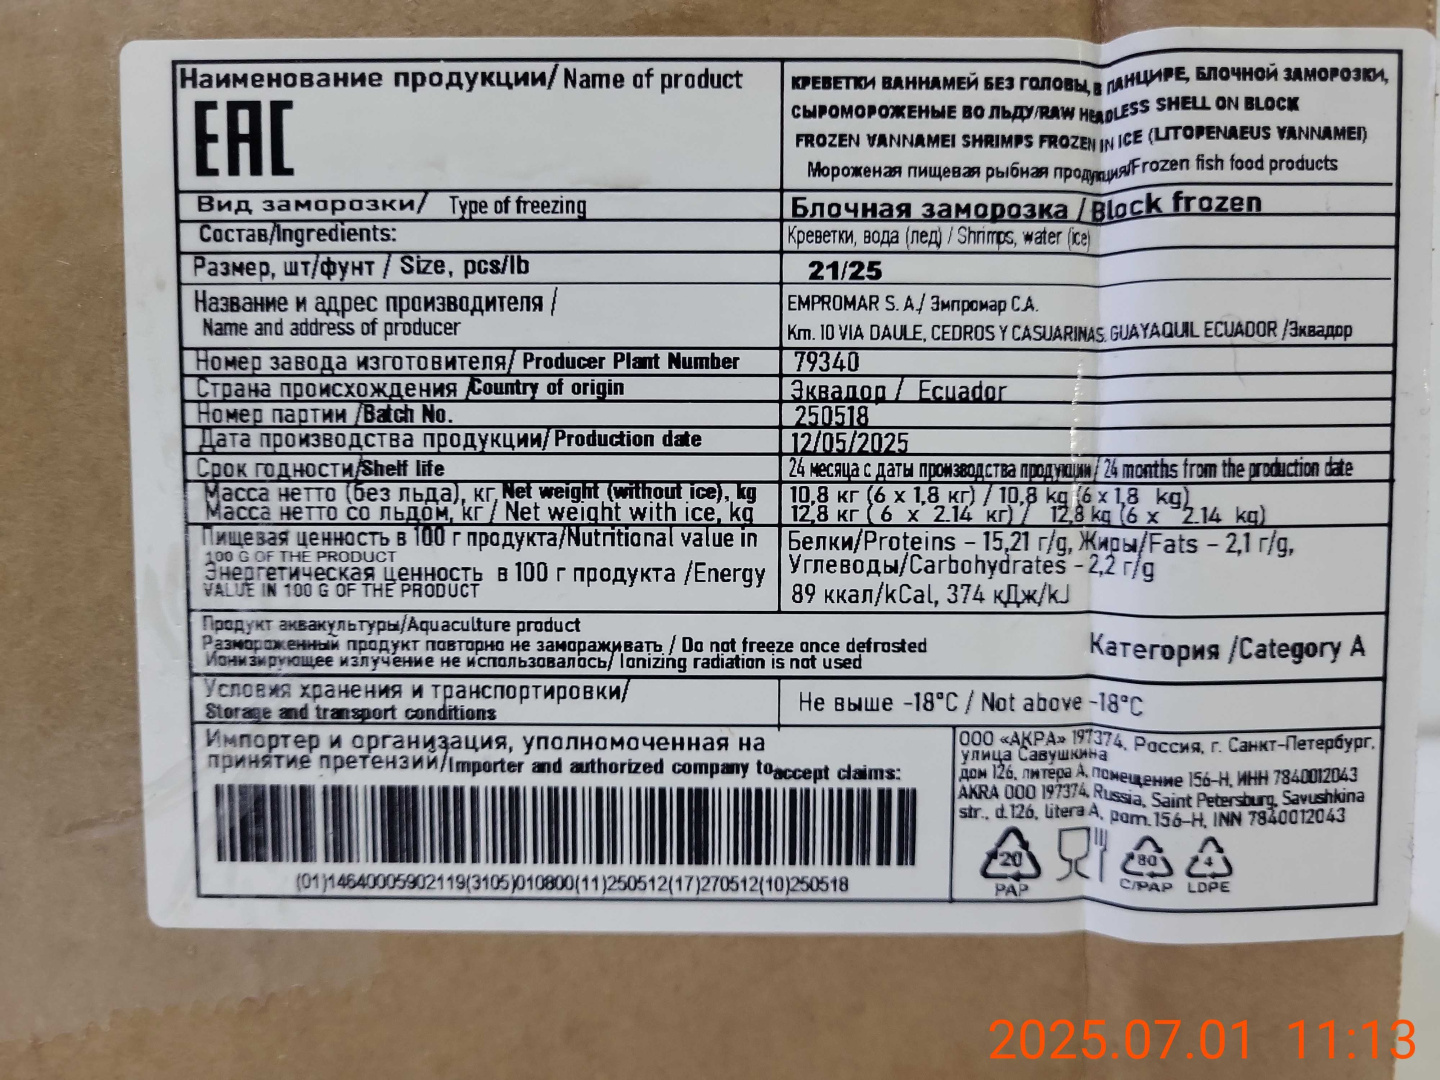 Наименование продукции/ Name of product
EAC
КРЕВЕТКИ ВАННАМЕЙ БЕЗ ГОЛОВЫ, В ПАНЦИРЕ, БЛОЧНОЙ ЗАМОРОЗКИ,
СЫРОМОРОЖЕНЫЕ ВО ЛЬДУ/RAW HEADLESS SHELL ON BLOCK
FROZEN VANNAMEI SHRIMPS FROZEN IN ICE (LITOPENAEUS VANNAMEI)
Мороженая пищевая рыбная продукция/Frozen fish food products
Вид заморозки/ Type of freezing
Блочная заморозка / Block frozen
Состав/Ingredients:
Креветки, вода (лед) / Shrimps, water (ice)
Размер, шт/фунт / Size, pcs/lb
21/25
Название и адрес производителя /
Name and address of producer
EMPROMAR S. A./ Эмпромар С.А.
Km. 10 VIA DAULE, CEDROS Y CASUARINAS, GUAYAQUIL ECUADOR /Эквадор
Номер завода изготовителя/ Producer Plant Number
79340
Страна происхождения /Country of origin
Эквадор / Ecuador
Номер партии /Batch No.
250518
Дата производства продукции/ Production date
12/05/2025
Срок годности/Shelf life
24 месяца с даты производства продукции/ 24 months from the production date
Масса нетто (без льда), кг, Net weight (without ice), kg
10,8 кг (6 x 1,8 кг) / 10,8 kg (6 x 1,8 kg)
Масса нетто со льдом, кг / Net weight with ice, kg
12,8 кг ( 6 x 2.14 кг) / 12,8 kg (6 x 2.14 kg)
Пищевая ценность в 100 г продукта/Nutritional value in
100 G OF THE PRODUCT
Энергетическая ценность в 100 г продукта /Energy
VALUE IN 100 G OF THE PRODUCT
Белки/Proteins – 15,21 г/g, Жиры/Fats – 2,1 г/g,
Углеводы/Carbohydrates – 2,2 г/g
89 ккал/kCal, 374 кДж/kJ
Продукт аквакультуры/Aquaculture product
Размороженный продукт повторно не замораживать / Do not freeze once defrosted
Ионизирующее излучение не использовалось/ Ionizing radiation is not used
Категория /Category A
Условия хранения и транспортировки/
Storage and transport conditions
Не выше -18°C / Not above -18°C
Импортер и организация, уполномоченная на
принятие претензий/Importer and authorized company to accept claims:
(01)14640005902119(3105)010800(11)250512(17)270512(10)250518
ООО «АКРА» 197374, Россия, г. Санкт-Петербург,
улица Савушкина
дом 126, литера А, помещение 156-Н, ИНН 7840012043
AKRA OOO 197374, Russia, Saint Petersburg, Savushkina
str., d.126, litera A, pom.156-H, INN 7840012043
20
PAP
80
C/PAP
4
LDPE
2025.07.01 11:13